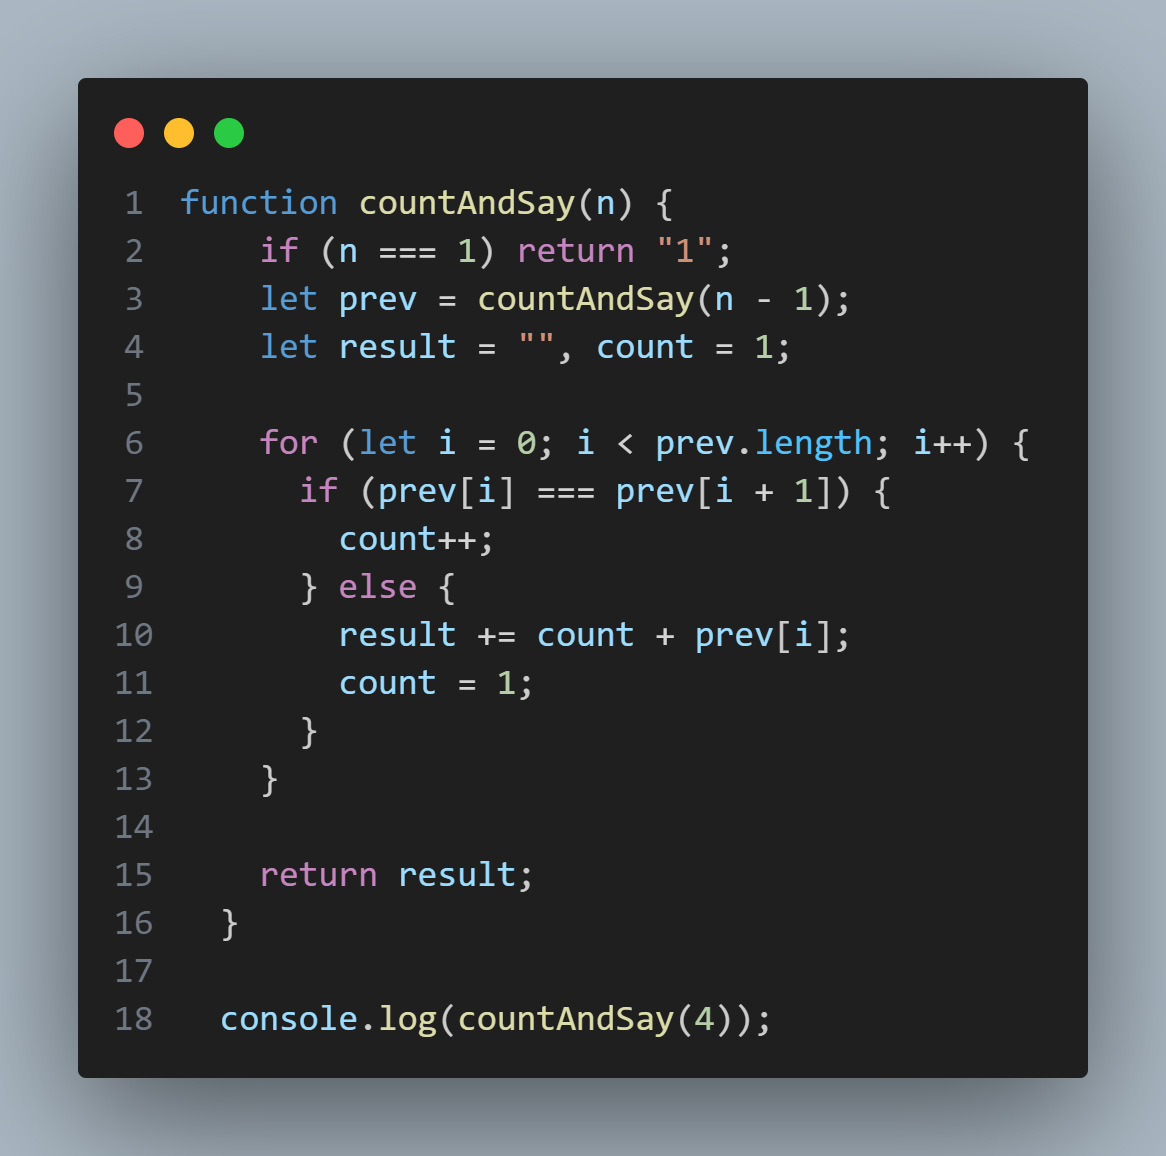 1 function countAndSay(n) {
2     if (n === 1) return "1";
3     let prev = countAndSay(n - 1);
4     let result = "", count = 1;
5
6     for (let i = 0; i < prev.length; i++) {
7       if (prev[i] === prev[i + 1]) {
8         count++;
9       } else {
10         result += count + prev[i];
11         count = 1;
12       }
13     }
14
15     return result;
16   }
17
18   console.log(countAndSay(4));